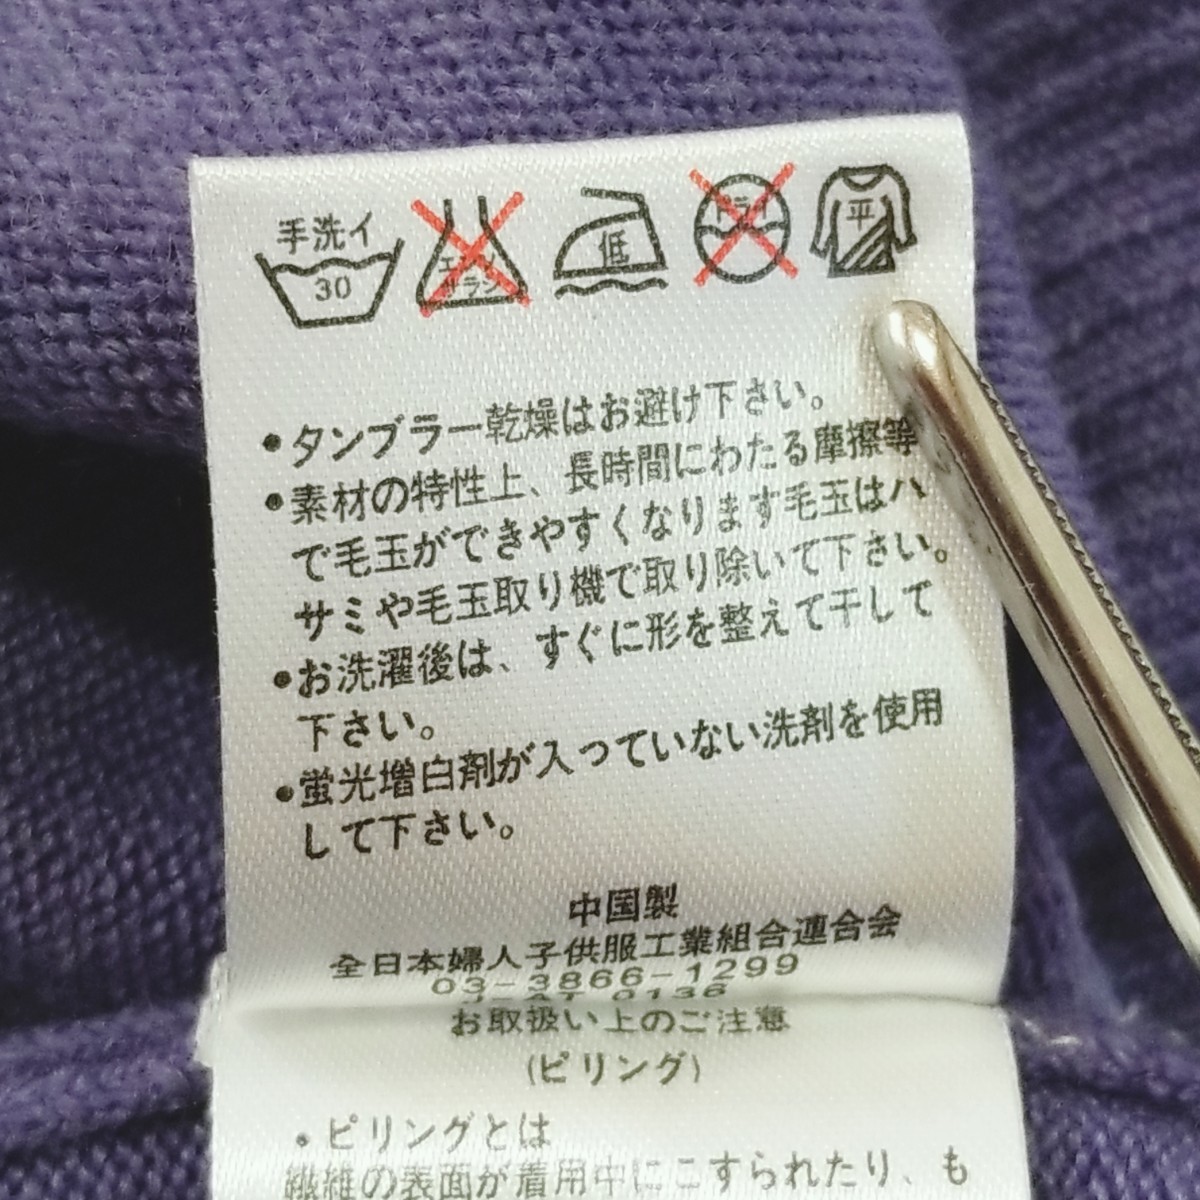 手洗イ
30
エンソ
サラシ
低
ドライ
平
•タンブラー乾燥はお避け下さい。
•素材の特性上、長時間にわたる摩擦等
で毛玉ができやすくなります毛玉はハ
サミや毛玉取り機で取り除いて下さい。
•お洗濯後は、すぐに形を整えて干して
下さい。
•蛍光増白剤が入っていない洗剤を使用
して下さい。
中国製
全日本婦人子供服工業組合連合会
03-3866-1299
お取扱い上のご注意
(ピリング)
・ピリングとは
繊維の表面が着用中にこすられたり、も